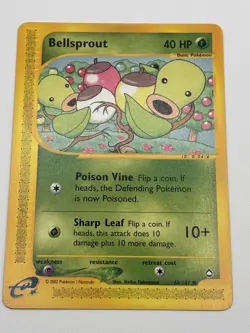 Bellsprout 40 HP
Basic Pokémon
Poison Vine Flip a coin. If
heads, the Defending Pokémon
is now Poisoned.
Sharp Leaf Flip a coin. If
heads, this attack does 10
damage plus 10 more damage.
10+
weakness resistance retreat cost
© 2002 Pokémon / Nintendo